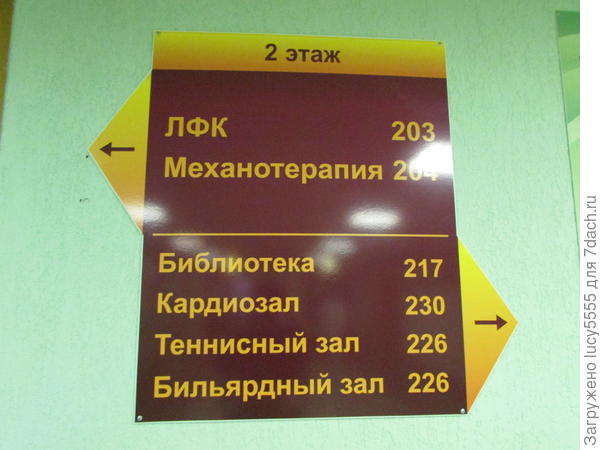 2 этаж
ЛФК 203
Механотерапия 204
Библиотека 217
Кардиозал 230
Теннисный зал 226
Бильярдный зал 226
Загружено lucy5555 для 7dach.ru